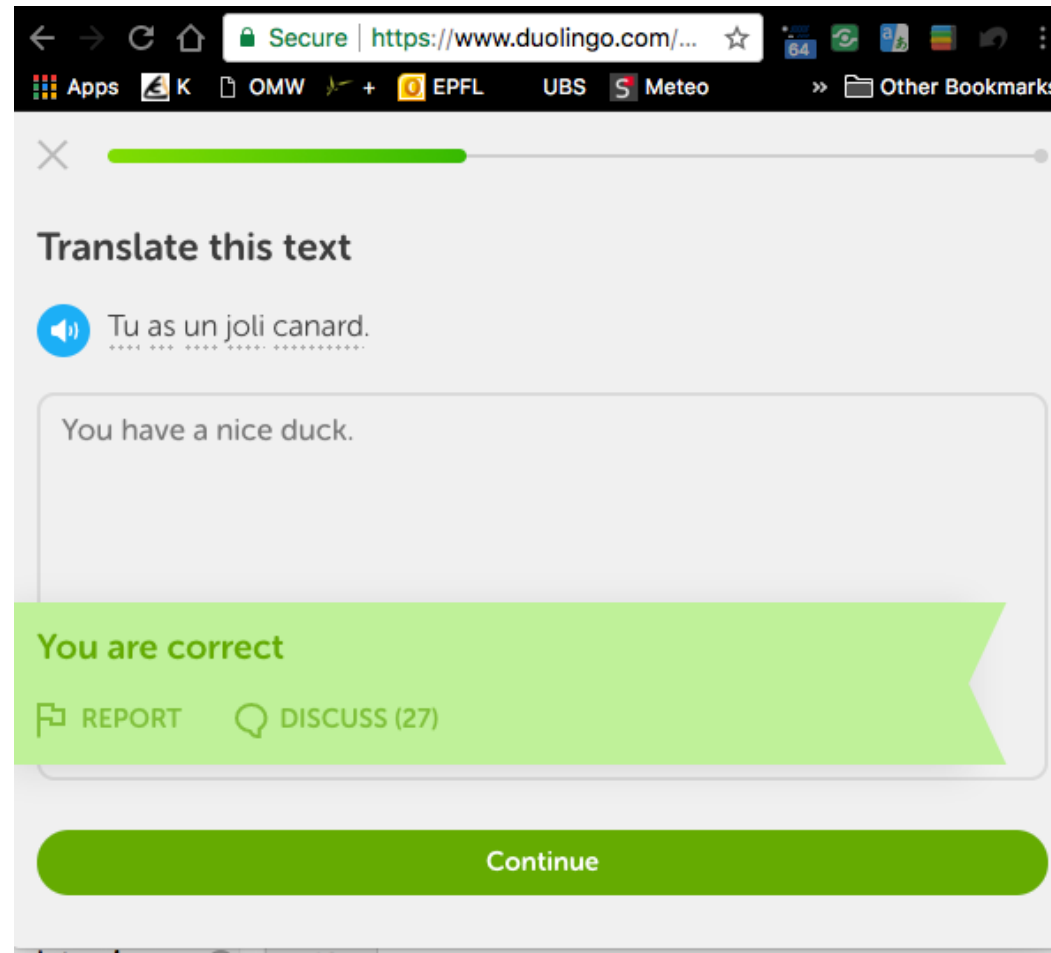 Secure | https://www.duolingo.com/...
64
Apps K OMW + EPFL UBS Meteo » Other Bookmarks
Translate this text
Tu as un joli canard.
You have a nice duck.
You are correct
REPORT DISCUSS (27)
Continue